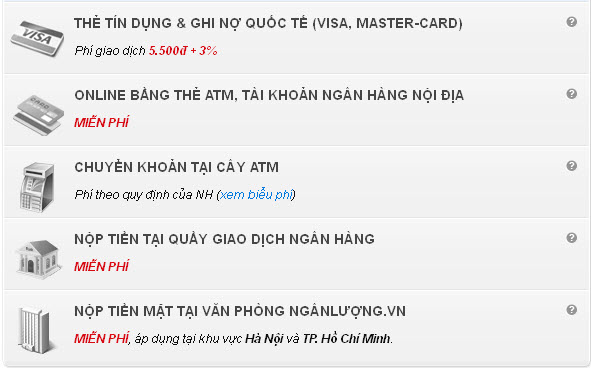 THẺ TÍN DỤNG & GHI NỢ QUỐC TẾ (VISA, MASTER-CARD)
Phí giao dịch 5.500đ + 3%
ONLINE BẰNG THẺ ATM, TÀI KHOẢN NGÂN HÀNG NỘI ĐỊA
MIỄN PHÍ
CHUYỂN KHOẢN TẠI CÂY ATM
Phí theo quy định của NH (xem biểu phí)
NỘP TIỀN TẠI QUẦY GIAO DỊCH NGÂN HÀNG
MIỄN PHÍ
NỘP TIỀN MẶT TẠI VĂN PHÒNG NGÂNLƯỢNG.VN
MIỄN PHÍ, áp dụng tại khu vực Hà Nội và TP. Hồ Chí Minh.